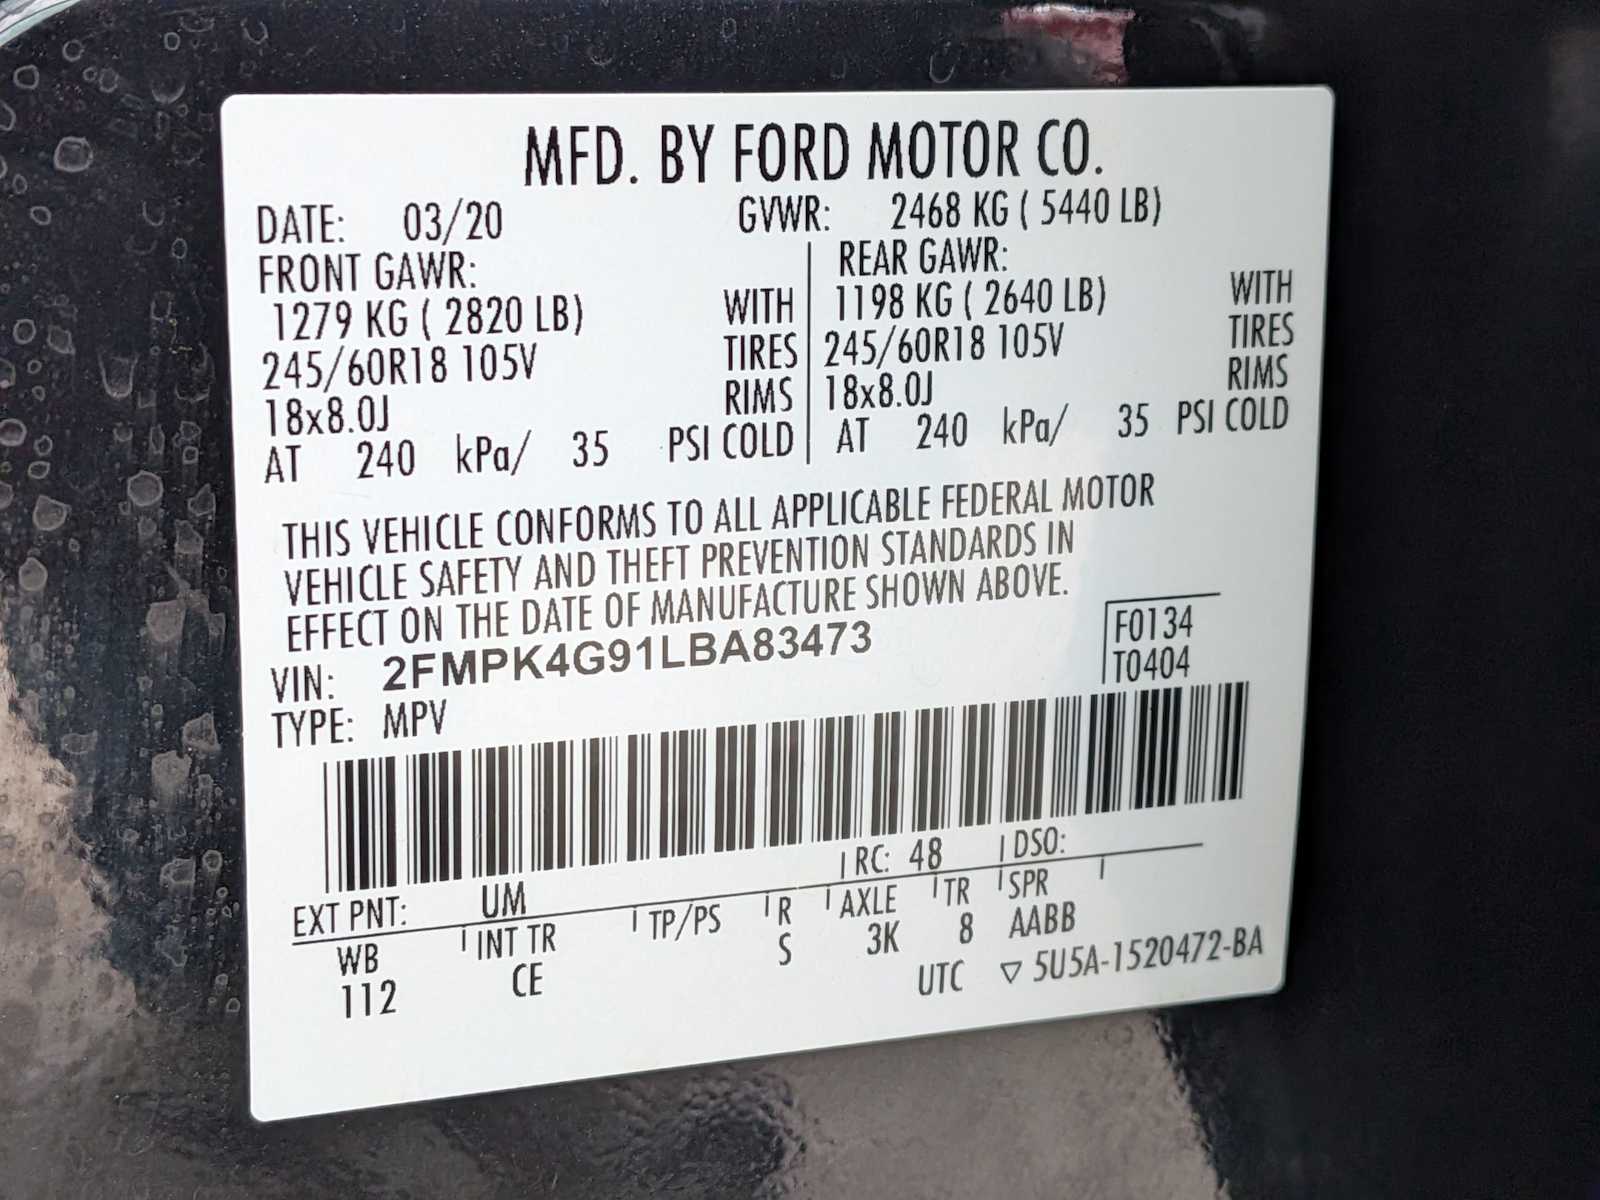 MFD. BY FORD MOTOR CO.
DATE: 03/20 GVWR: 2468 KG ( 5440 LB)
FRONT GAWR: REAR GAWR:
1279 KG ( 2820 LB) WITH 1198 KG ( 2640 LB) WITH
245/60R18 105V TIRES 245/60R18 105V TIRES
18x8.0J RIMS 18x8.0J RIMS
AT 240 kPa/ 35 PSI COLD AT 240 kPa/ 35 PSI COLD
THIS VEHICLE CONFORMS TO ALL APPLICABLE FEDERAL MOTOR
VEHICLE SAFETY AND THEFT PREVENTION STANDARDS IN
EFFECT ON THE DATE OF MANUFACTURE SHOWN ABOVE.
VIN: 2FMPK4G91LBA83473 F0134
TYPE: MPV T0404
EXT PNT: UM RC: 48 DSO:
WB INT TR TP/PS R AXLE TR SPR
112 CE S 3K 8 AABB
UTC ▽ 5U5A-1520472-BA